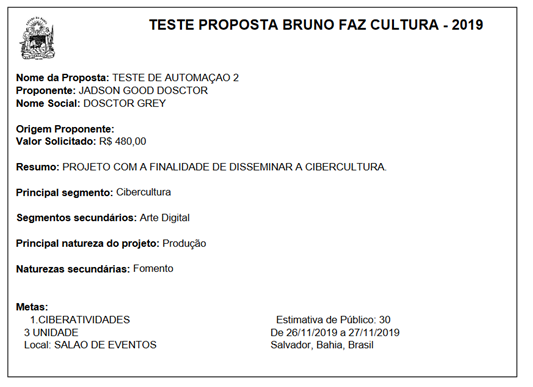 TESTE PROPOSTA BRUNO FAZ CULTURA - 2019
Nome da Proposta: TESTE DE AUTOMAÇAO 2
Proponente: JADSON GOOD DOSCTOR
Nome Social: DOSCTOR GREY
Origem Proponente:
Valor Solicitado: R$ 480,00
Resumo: PROJETO COM A FINALIDADE DE DISSEMINAR A CIBERCULTURA.
Principal segmento: Cibercultura
Segmentos secundários: Arte Digital
Principal natureza do projeto: Produção
Naturezas secundárias: Fomento
Metas:
1.CIBERATIVIDADES Estimativa de Público: 30
3 UNIDADE De 26/11/2019 a 27/11/2019
Local: SALAO DE EVENTOS Salvador, Bahia, Brasil